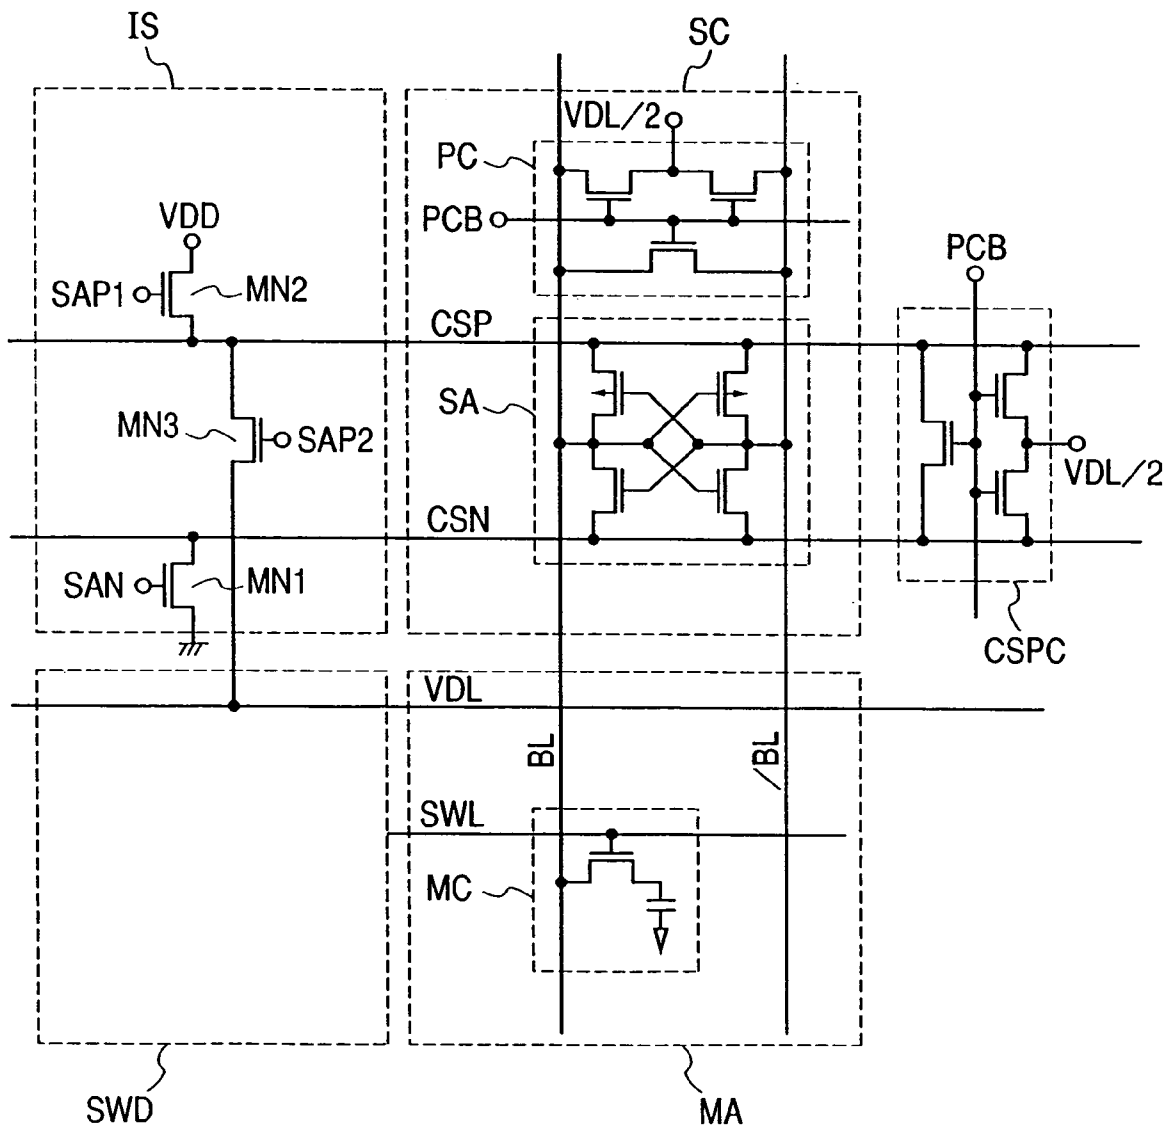 IS
SC
VDL/2
PC
PCB
VDD
SAP1
MN2
PCB
CSP
SA
MN3
SAP2
VDL/2
CSN
SAN
MN1
CSPC
VDL
BL
/BL
SWL
MC
SWD
MA